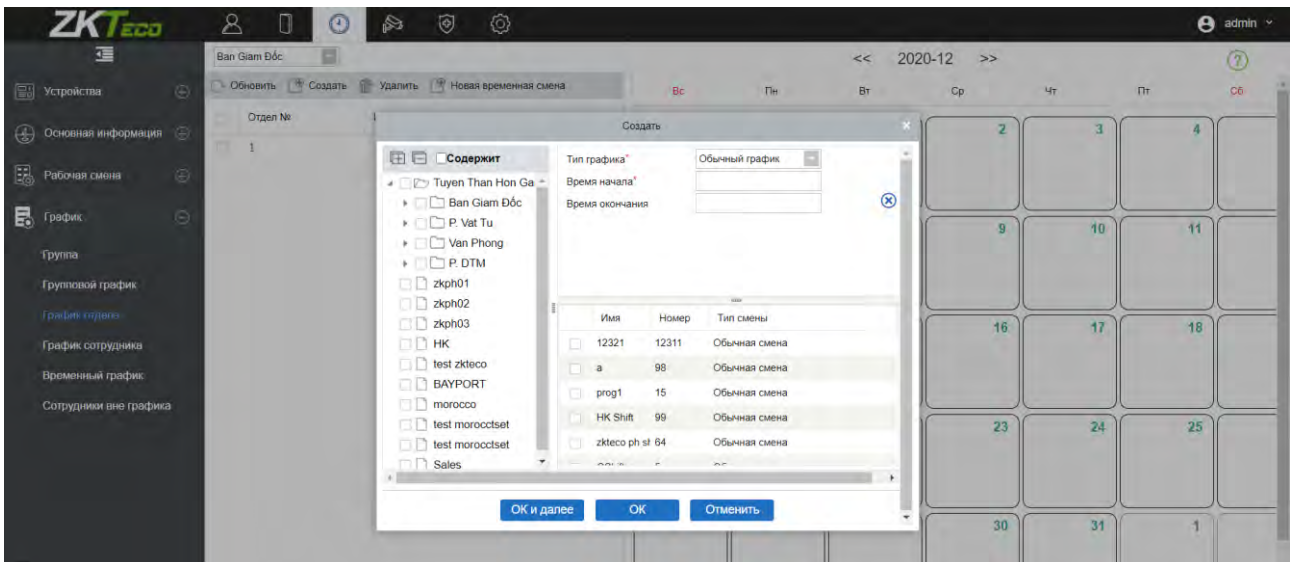 ZKTeco
admin
Ban Giam Đốc
<< 2020-12 >>
?
Устройства
Обновить Создать Удалить Новая временная смена
Вс Пн Вт Ср Чт Пт Сб
Основная информация
Отдел №
1
Рабочая смена
График
Группа
Групповой график
График отдела
График сотрудника
Временный график
Сотрудники вне графика
Создать
Содержит
Tuyen Than Hon Ga
Ban Giam Đốc
P. Vat Tu
Van Phong
P. DTM
zkph01
zkph02
zkph03
HK
test zkteco
BAYPORT
morocco
test morocctset
test morocctset
Sales
Тип графика* Обычный график
Время начала*
Время окончания
Имя Номер Тип смены
12321 12311 Обычная смена
a 98 Обычная смена
prog1 15 Обычная смена
HK Shift 99 Обычная смена
zkteco ph sł 64 Обычная смена
ОК и далее ОК Отменить
2 3 4
9 10 11
16 17 18
23 24 25
30 31 1